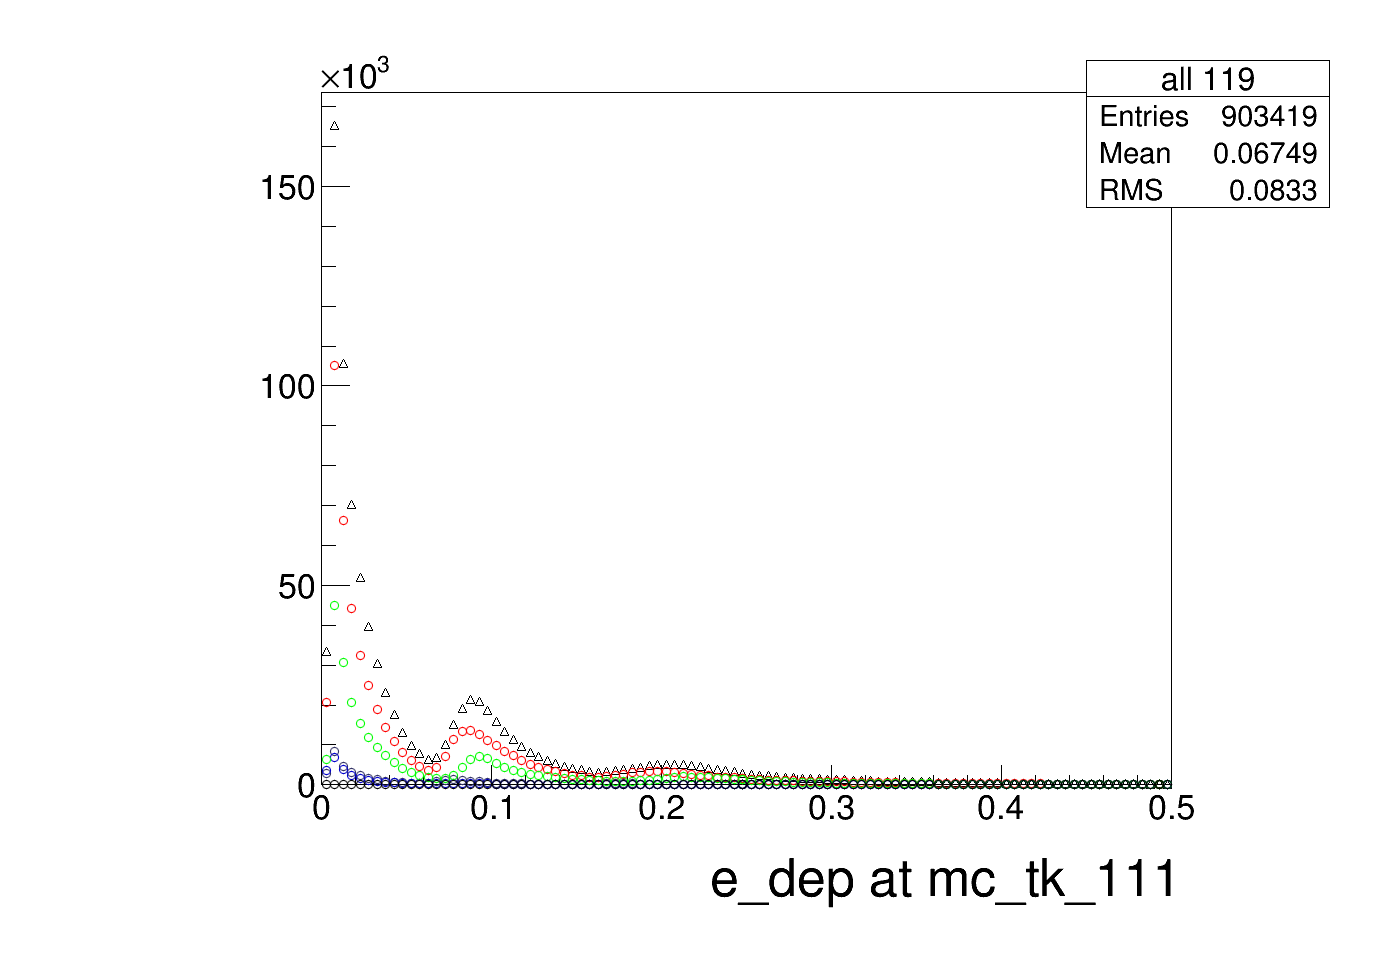 ×10³
all 119
Entries 903419
Mean 0.06749
RMS 0.0833
150
100
50
0
0 0.1 0.2 0.3 0.4 0.5
e_dep at mc_tk_111